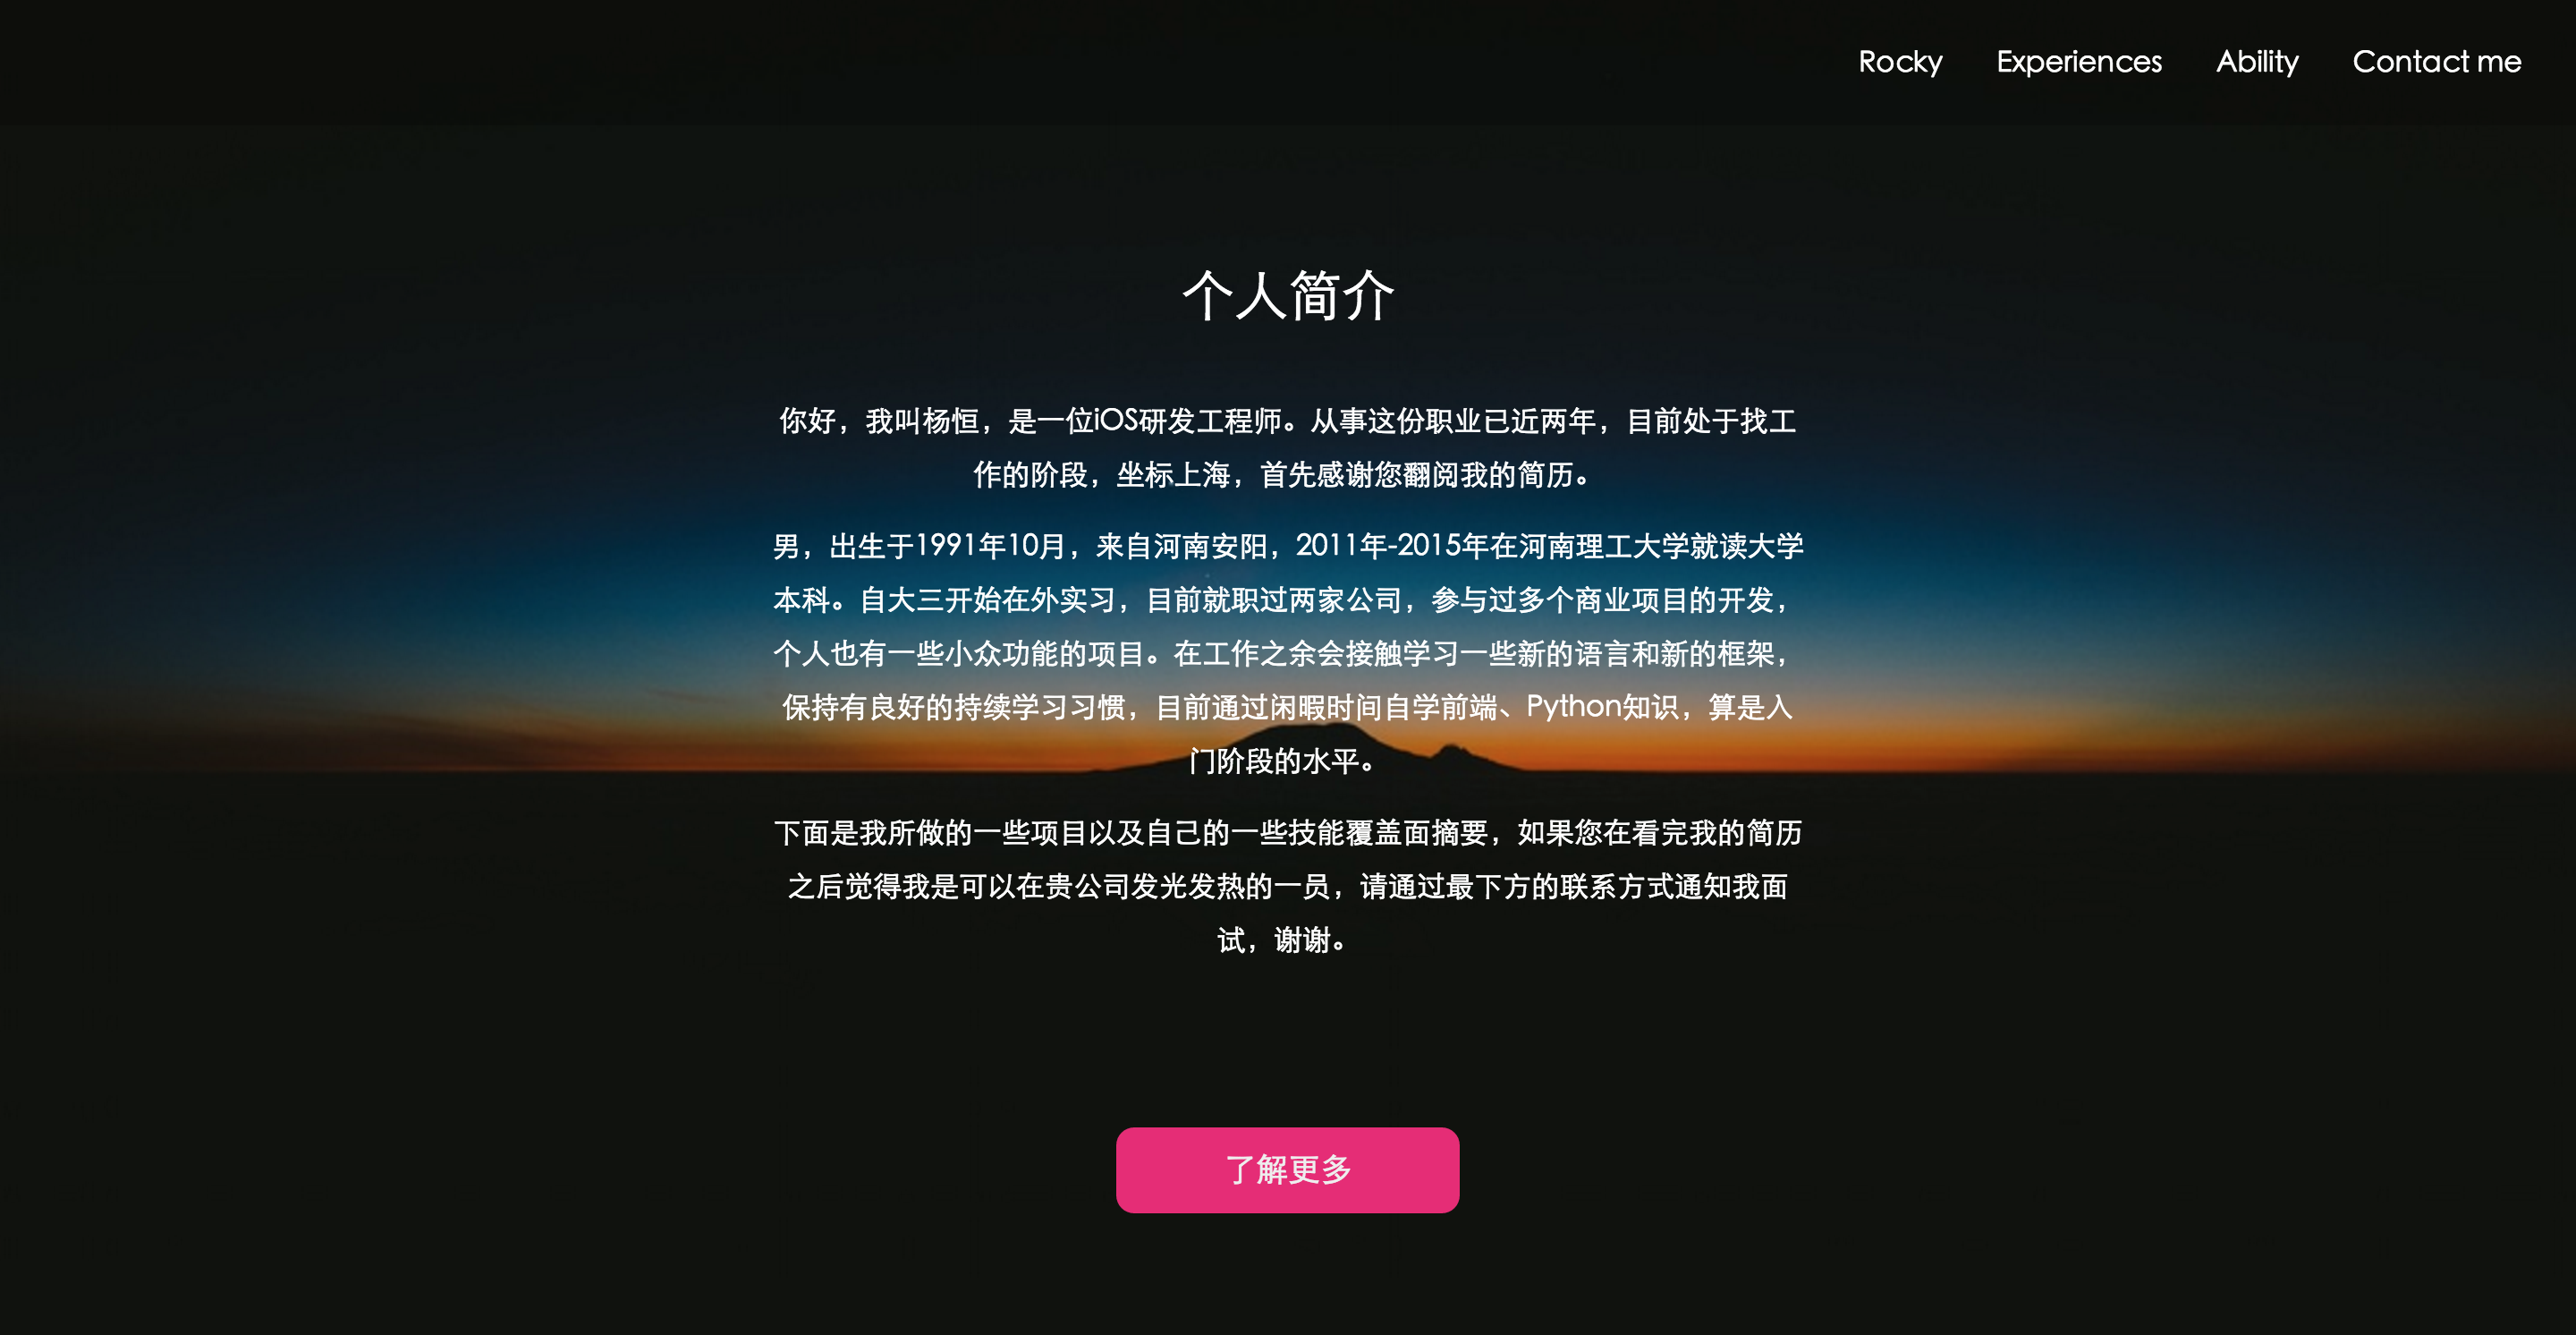 Rocky Experiences Ability Contact me
个人简介
你好，我叫杨恒，是一位iOS研发工程师。从事这份职业已近两年，目前处于找工
作的阶段，坐标上海，首先感谢您翻阅我的简历。
男，出生于1991年10月，来自河南安阳，2011年-2015年在河南理工大学就读大学
本科。自大三开始在外实习，目前就职过两家公司，参与过多个商业项目的开发，
个人也有一些小众功能的项目。在工作之余会接触学习一些新的语言和新的框架，
保持有良好的持续学习习惯，目前通过闲暇时间自学前端、Python知识，算是入
门阶段的水平。
下面是我所做的一些项目以及自己的一些技能覆盖面摘要，如果您在看完我的简历
之后觉得我是可以在贵公司发光发热的一员，请通过最下方的联系方式通知我面
试，谢谢。
了解更多